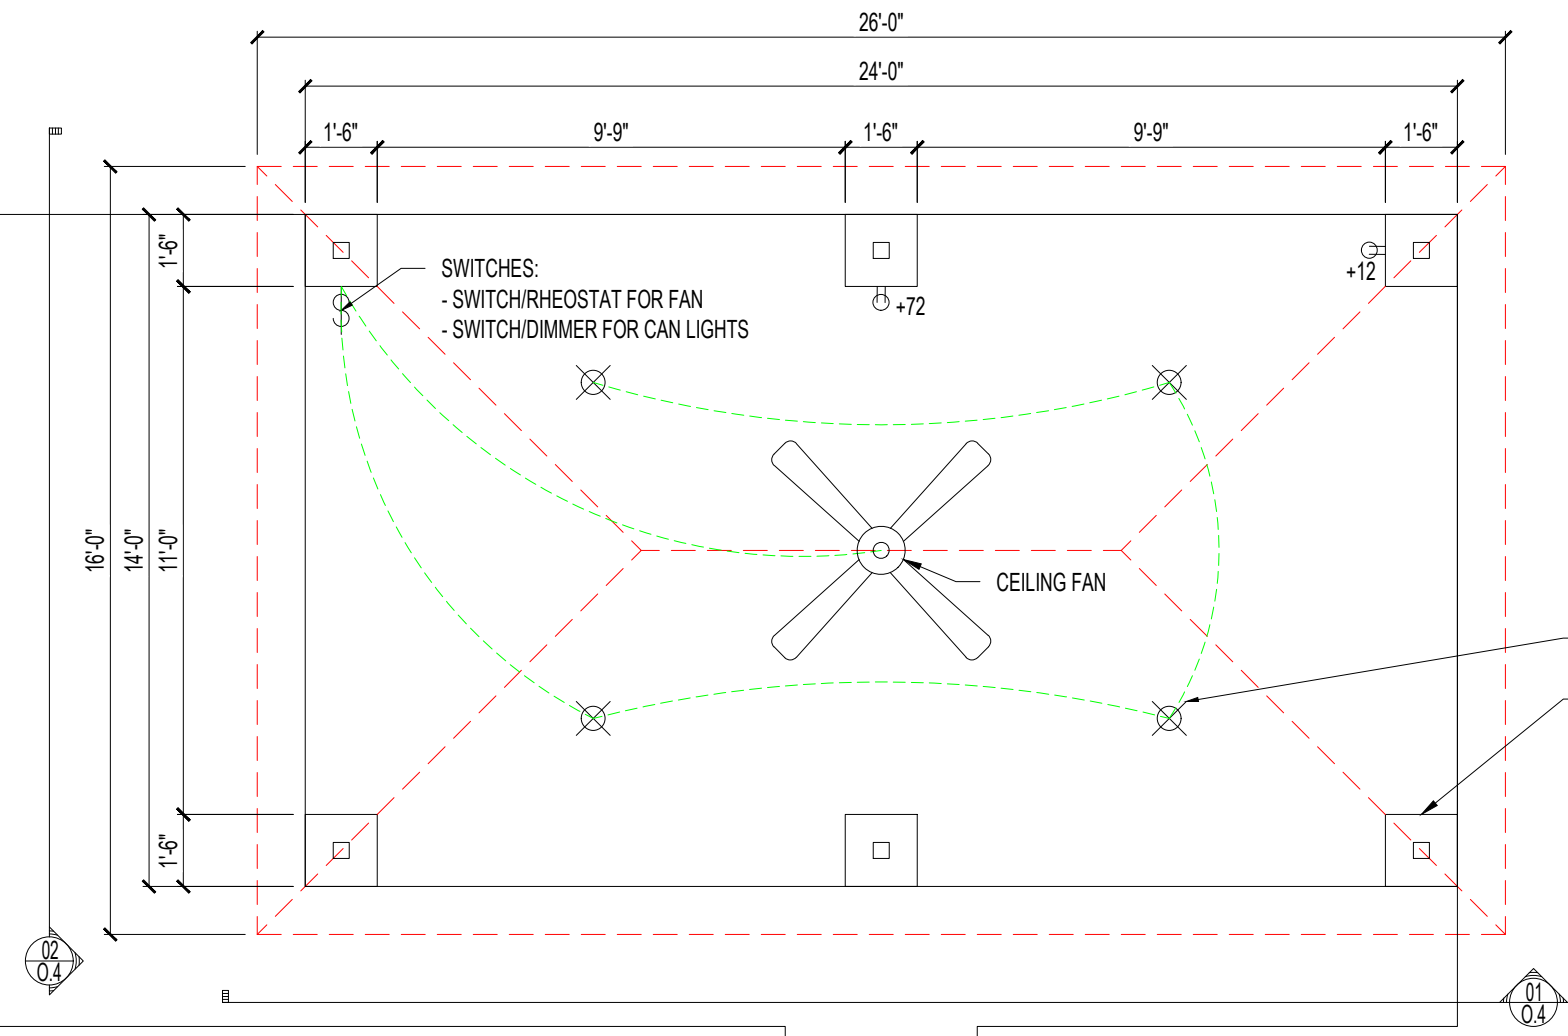 26'-0"
24'-0"
1'-6"
9'-9"
1'-6"
9'-9"
1'-6"
1'-6"
SWITCHES:
- SWITCH/RHEOSTAT FOR FAN
- SWITCH/DIMMER FOR CAN LIGHTS
+72
+12
16'-0"
14'-0"
11'-0"
CEILING FAN
1'-6"
02
O.4
01
O.4